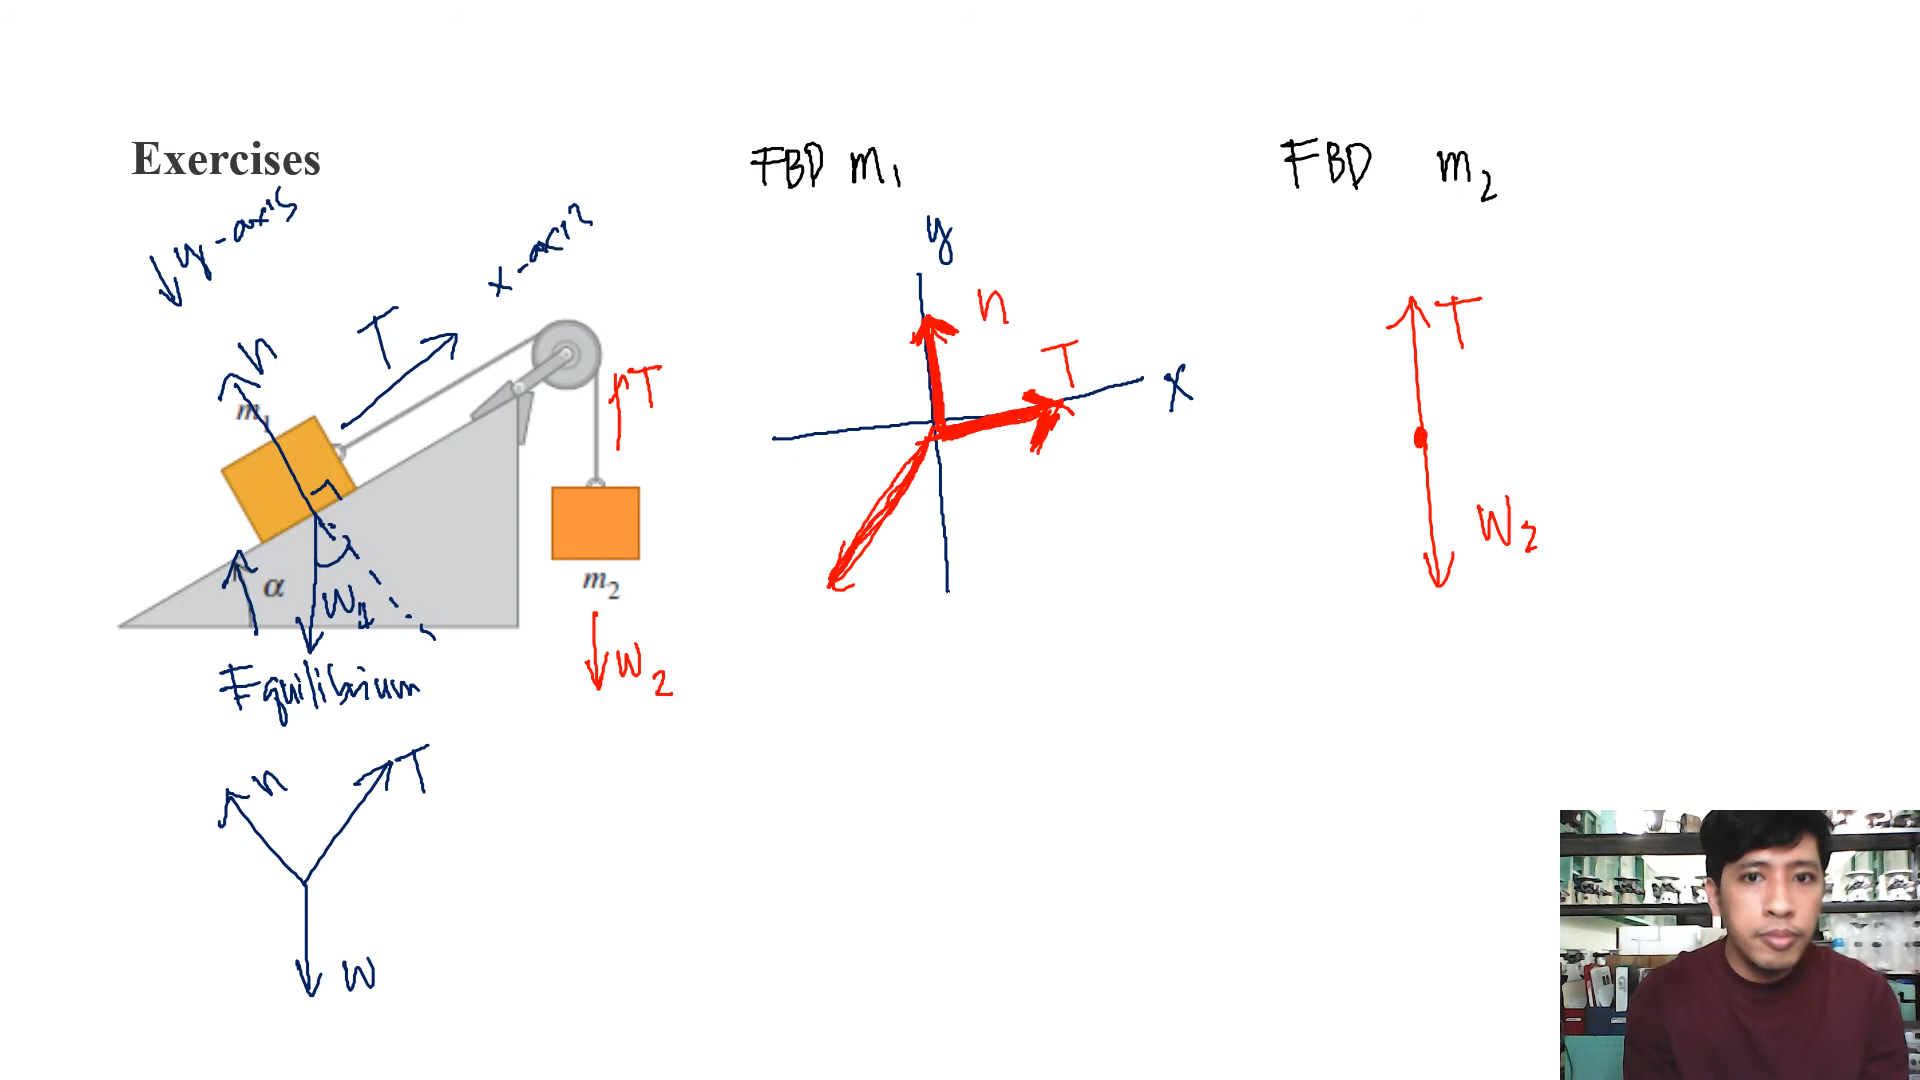 Exercises
FBD m1
FBD m2
y-axis
x-axis
y
n
T
T
n
T
x
T
m1
W2
α
W1
m2
W2
Equilibrium
n
T
W